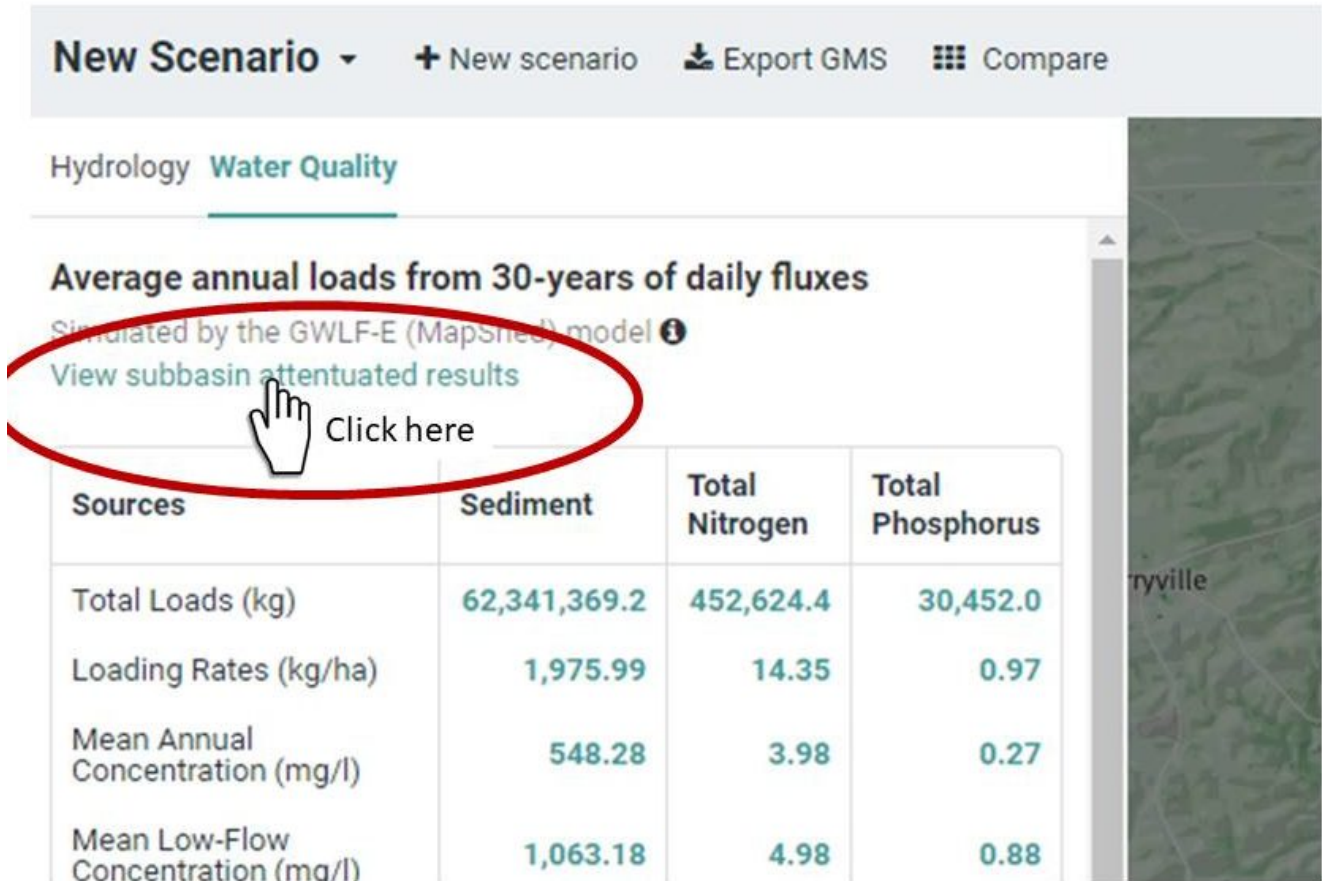 New Scenario + New scenario Export GMS Compare
Hydrology Water Quality
Average annual loads from 30-years of daily fluxes
Simulated by the GWLF-E (MapShed) model
View subbasin attentuated results
Click here
Sources Sediment Total Nitrogen Total Phosphorus
Total Loads (kg) 62,341,369.2 452,624.4 30,452.0
Loading Rates (kg/ha) 1,975.99 14.35 0.97
Mean Annual
Concentration (mg/l) 548.28 3.98 0.27
Mean Low-Flow
Concentration (mg/l) 1,063.18 4.98 0.88
rryville